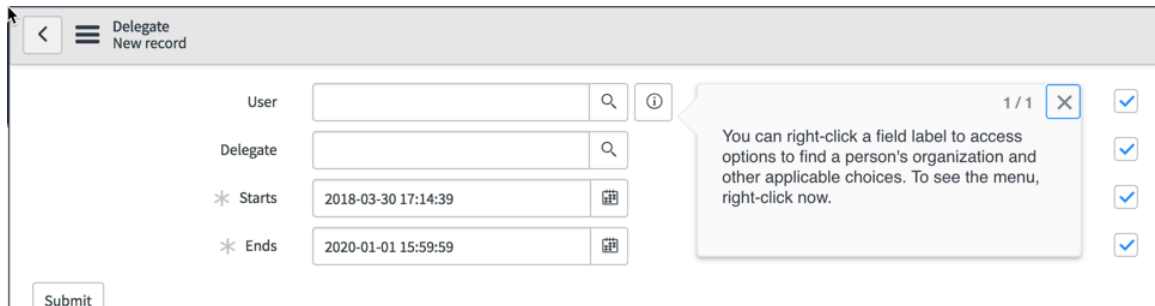 Delegate
New record
User
1 / 1
You can right-click a field label to access
options to find a person's organization and
other applicable choices. To see the menu,
right-click now.
Delegate
Starts 2018-03-30 17:14:39
Ends 2020-01-01 15:59:59
Submit